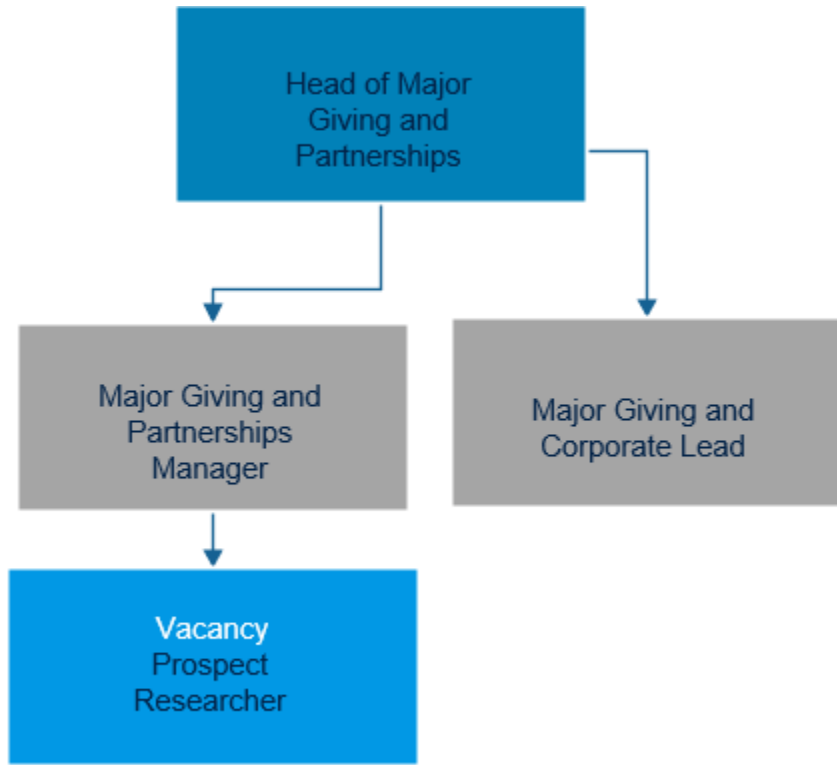 Head of Major
Giving and
Partnerships
Major Giving and
Partnerships
Manager
Major Giving and
Corporate Lead
Vacancy
Prospect
Researcher